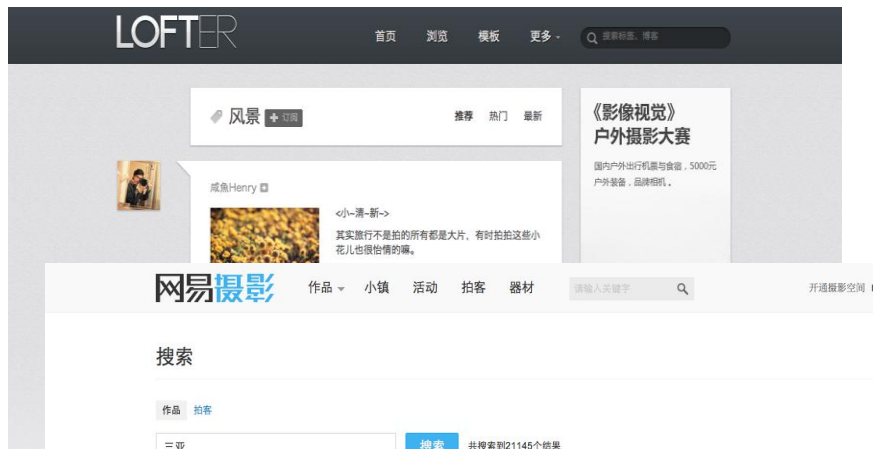 LOFTER
首页 浏览 模板 更多
搜索标签、博客
风景 订阅
推荐 热门 最新
《影像视觉》
户外摄影大赛
国内户外出行机票与食宿，5000元
户外装备，品牌相机。
咸鱼Henry
<小–清–新–>
其实旅行不是拍的所有都是大片，有时拍拍这些小
花儿也很怡情的嘛。
网易摄影
作品 小镇 活动 拍客 器材
请输入关键字
开通摄影空间
搜索
作品 拍客
三亚
搜索 共搜索到21145个结果